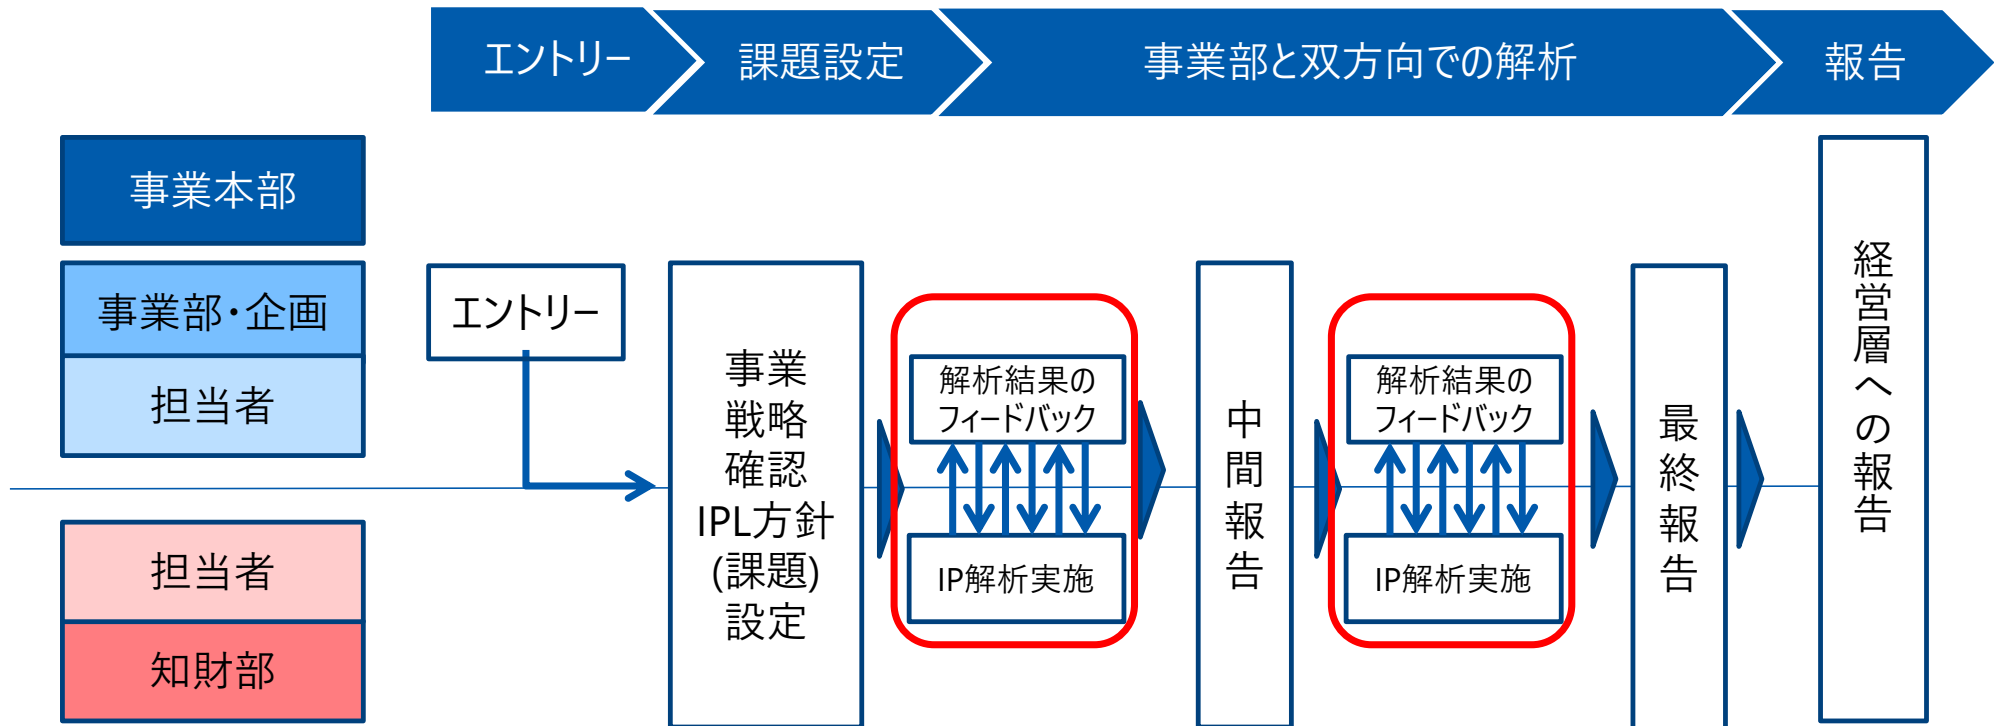 エントリー
課題設定
事業部と双方向での解析
報告
事業本部
事業部・企画
担当者
担当者
知財部
エントリー
事業
戦略
確認
IPL方針
(課題)
設定
解析結果の
フィードバック
IP解析実施
中間報告
解析結果の
フィードバック
IP解析実施
最終報告
経営層への報告